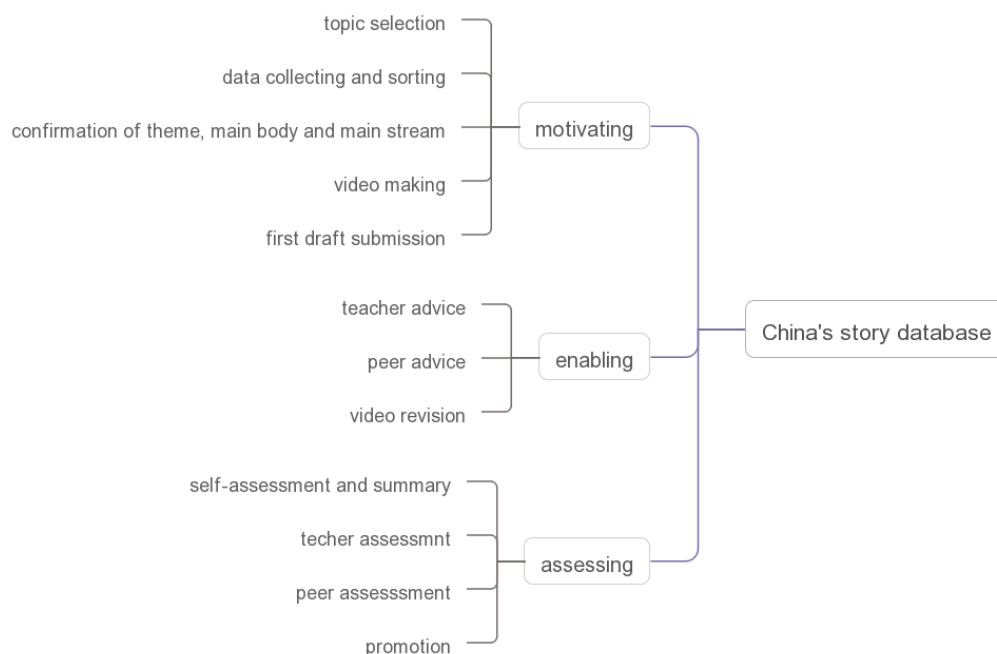 topic selection
data collecting and sorting
confirmation of theme, main body and main stream
video making
first draft submission
motivating
teacher advice
peer advice
video revision
enabling
China's story database
self-assessment and summary
techer assessmnt
peer assesssment
promotion
assessing